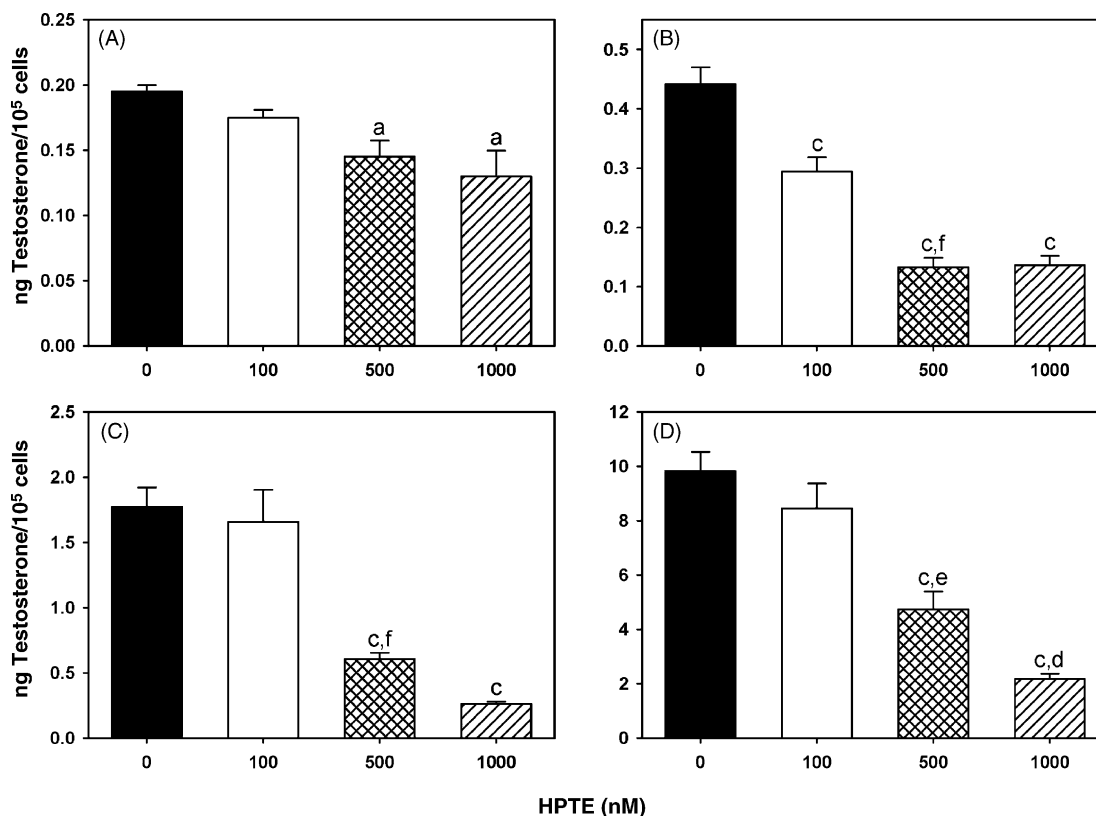 (A)
ng Testosterone/10⁵ cells
0.25
0.20
0.15
0.10
0.05
0.00
a
a
0
100
500
1000
(B)
0.5
0.4
0.3
0.2
0.1
0.0
c
c,f
c
0
100
500
1000
(C)
ng Testosterone/10⁵ cells
2.5
2.0
1.5
1.0
0.5
0.0
c,f
c
0
100
500
1000
(D)
12
10
8
6
4
2
0
c,e
c,d
0
100
500
1000
HPTE (nM)